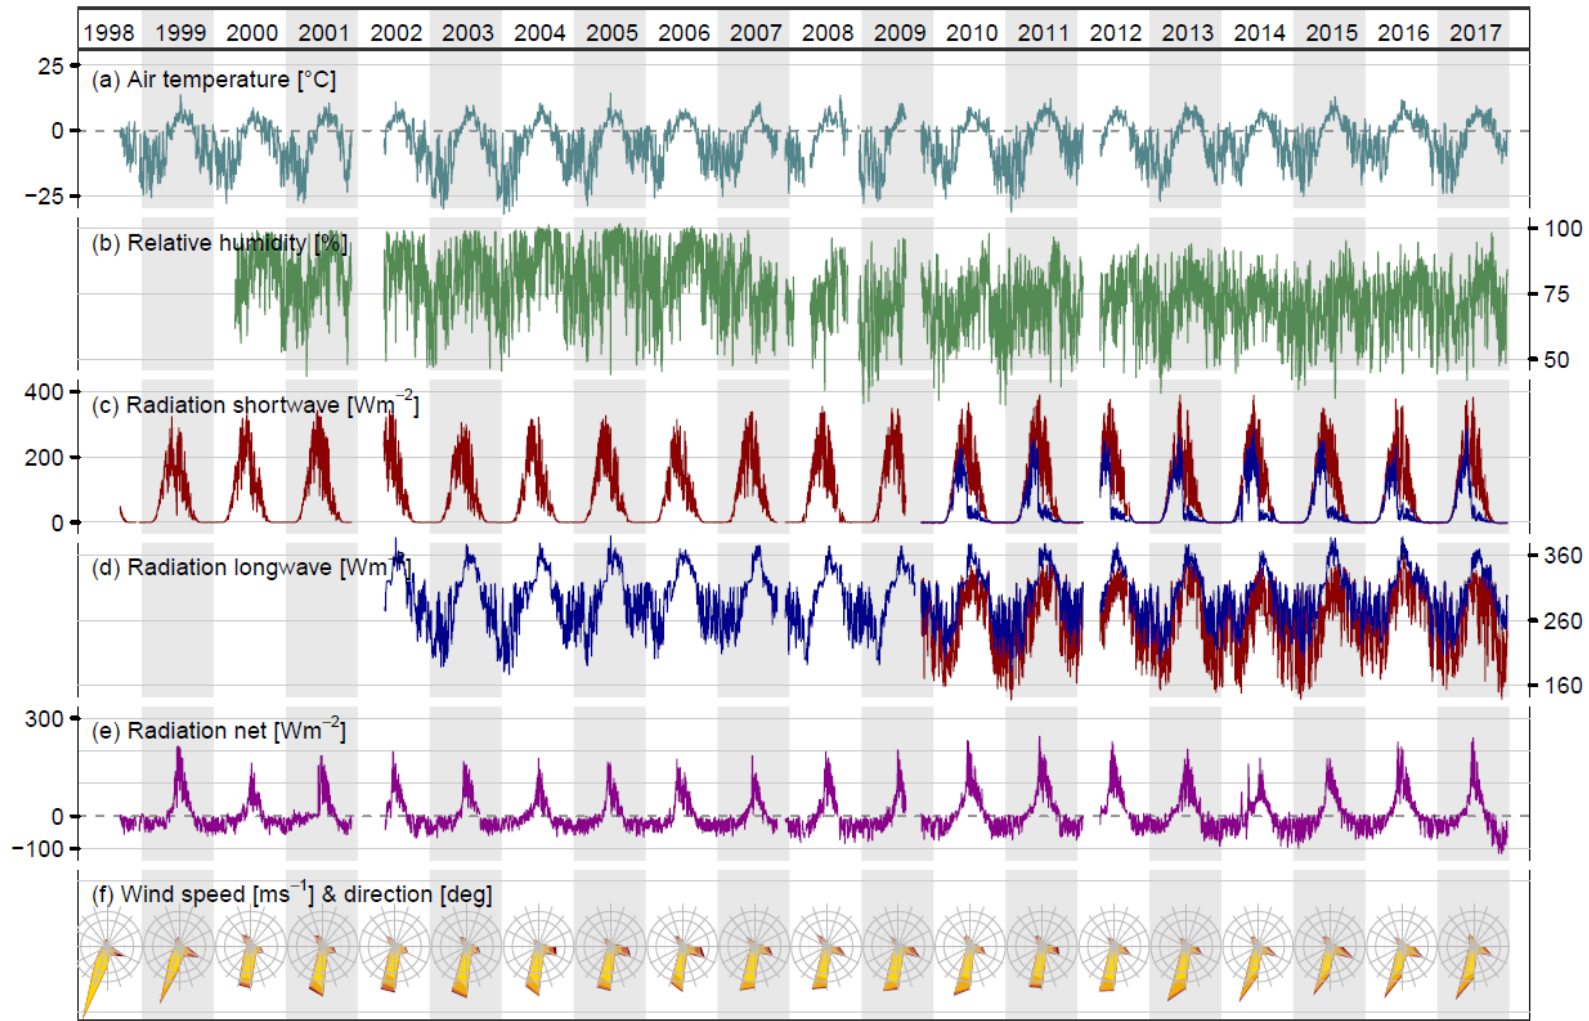 1998 1999 2000 2001 2002 2003 2004 2005 2006 2007 2008 2009 2010 2011 2012 2013 2014 2015 2016 2017
25
(a) Air temperature [°C]
0
−25
(b) Relative humidity [%]
100
75
50
400
(c) Radiation shortwave [Wm−2]
200
0
(d) Radiation longwave [Wm−2]
360
260
160
300
(e) Radiation net [Wm−2]
0
−100
(f) Wind speed [ms−1] & direction [deg]